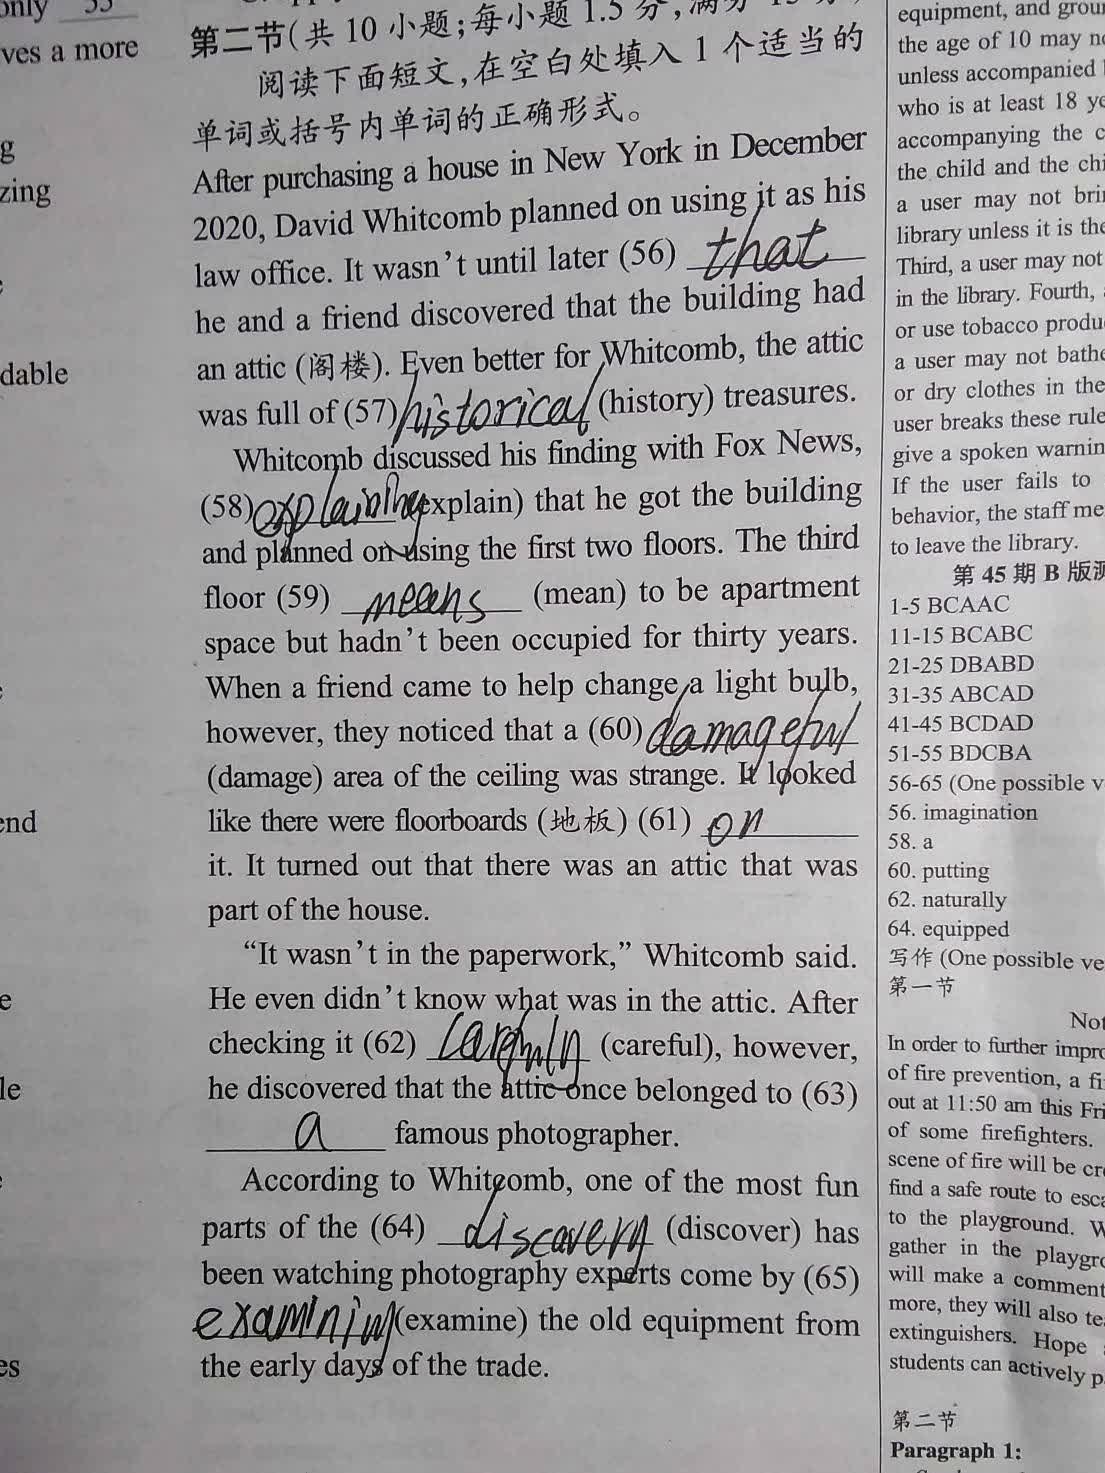 only 55
ves a more
g
zing
dable
end
e
le
es
第二节(共 10 小题;每小题 1.5 分,满分
阅读下面短文,在空白处填入 1 个适当的
单词或括号内单词的正确形式。
After purchasing a house in New York in December
2020, David Whitcomb planned on using it as his
law office. It wasn't until later (56) that
he and a friend discovered that the building had
an attic (阁楼). Even better for Whitcomb, the attic
was full of (57) historical (history) treasures.
Whitcomb discussed his finding with Fox News,
(58) explaining (explain) that he got the building
and planned on using the first two floors. The third
floor (59) means (mean) to be apartment
space but hadn't been occupied for thirty years.
When a friend came to help change a light bulb,
however, they noticed that a (60) damageful
(damage) area of the ceiling was strange. It looked
like there were floorboards (地板) (61) on
it. It turned out that there was an attic that was
part of the house.
“It wasn't in the paperwork,” Whitcomb said.
He even didn't know what was in the attic. After
checking it (62) carefully (careful), however,
he discovered that the attic once belonged to (63)
a famous photographer.
According to Whitcomb, one of the most fun
parts of the (64) discovery (discover) has
been watching photography experts come by (65)
examining (examine) the old equipment from
the early days of the trade.
equipment, and grou
the age of 10 may no
unless accompanied
who is at least 18 ye
accompanying the c
the child and the chi
a user may not brin
library unless it is the
Third, a user may not
in the library. Fourth,
or use tobacco produ
a user may not bathe
or dry clothes in the
user breaks these rule
give a spoken warnin
If the user fails to
behavior, the staff me
to leave the library.
第 45 期 B 版测
1-5 BCAAC
11-15 BCABC
21-25 DBABD
31-35 ABCAD
41-45 BCDAD
51-55 BDCBA
56-65 (One possible v
56. imagination
58. a
60. putting
62. naturally
64. equipped
写作 (One possible ve
第一节
Not
In order to further impro
of fire prevention, a fi
out at 11:50 am this Fri
of some firefighters.
scene of fire will be cre
find a safe route to esca
to the playground. W
gather in the playgro
will make a comment
more, they will also te
extinguishers. Hope
students can actively p
第二节
Paragraph 1: